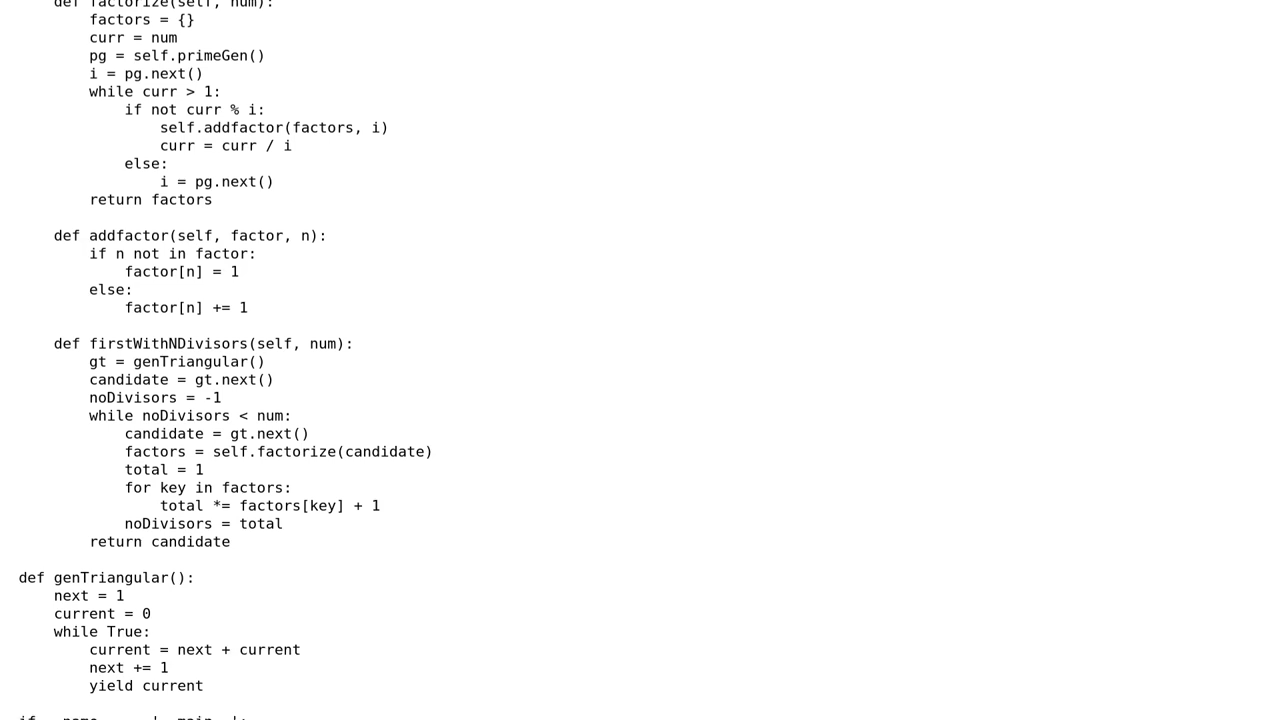 def factorize(self, num):
        factors = {}
        curr = num
        pg = self.primeGen()
        i = pg.next()
        while curr > 1:
            if not curr % i:
                self.addfactor(factors, i)
                curr = curr / i
            else:
                i = pg.next()
        return factors

    def addfactor(self, factor, n):
        if n not in factor:
            factor[n] = 1
        else:
            factor[n] += 1

    def firstWithNDivisors(self, num):
        gt = genTriangular()
        candidate = gt.next()
        noDivisors = -1
        while noDivisors < num:
            candidate = gt.next()
            factors = self.factorize(candidate)
            total = 1
            for key in factors:
                total *= factors[key] + 1
            noDivisors = total
        return candidate

def genTriangular():
    next = 1
    current = 0
    while True:
        current = next + current
        next += 1
        yield current